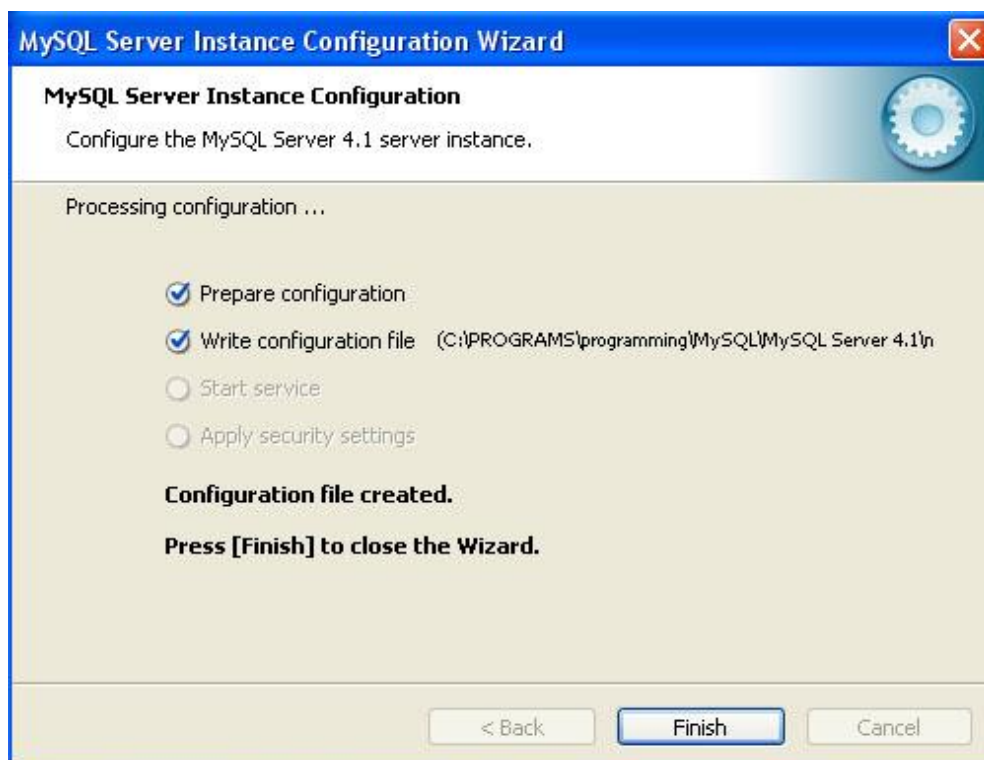 MySQL Server Instance Configuration Wizard
MySQL Server Instance Configuration
Configure the MySQL Server 4.1 server instance.
Processing configuration ...
Prepare configuration
Write configuration file (C:\PROGRAMS\programming\MySQL\MySQL Server 4.1\n
Start service
Apply security settings
Configuration file created.
Press [Finish] to close the Wizard.
< Back Finish Cancel